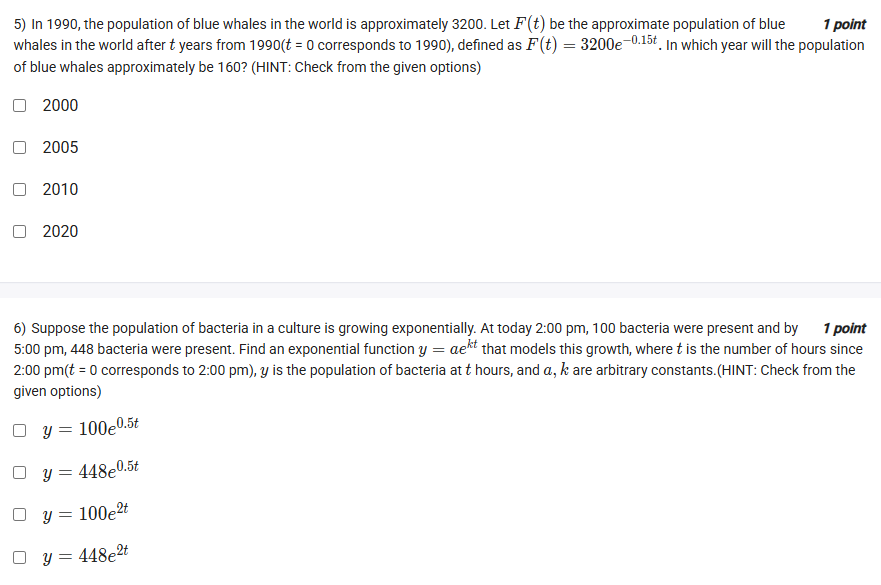 5) In 1990, the population of blue whales in the world is approximately 3200. Let F(t) be the approximate population of blue 1 point
whales in the world after t years from 1990(t = 0 corresponds to 1990), defined as F(t) = 3200e^{-0.15t}. In which year will the population
of blue whales approximately be 160? (HINT: Check from the given options)
2000
2005
2010
2020
6) Suppose the population of bacteria in a culture is growing exponentially. At today 2:00 pm, 100 bacteria were present and by 1 point
5:00 pm, 448 bacteria were present. Find an exponential function y = ae^{kt} that models this growth, where t is the number of hours since
2:00 pm(t = 0 corresponds to 2:00 pm), y is the population of bacteria at t hours, and a, k are arbitrary constants.(HINT: Check from the
given options)
y = 100e^{0.5t}
y = 448e^{0.5t}
y = 100e^{2t}
y = 448e^{2t}